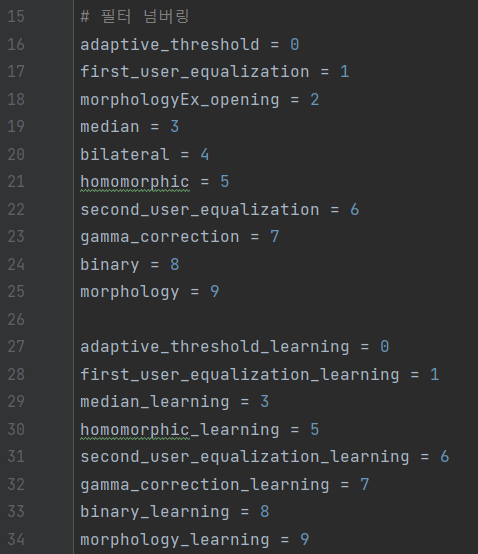 15 # 필터 넘버링
16 adaptive_threshold = 0
17 first_user_equalization = 1
18 morphologyEx_opening = 2
19 median = 3
20 bilateral = 4
21 homomorphic = 5
22 second_user_equalization = 6
23 gamma_correction = 7
24 binary = 8
25 morphology = 9
26
27 adaptive_threshold_learning = 0
28 first_user_equalization_learning = 1
29 median_learning = 3
30 homomorphic_learning = 5
31 second_user_equalization_learning = 6
32 gamma_correction_learning = 7
33 binary_learning = 8
34 morphology_learning = 9